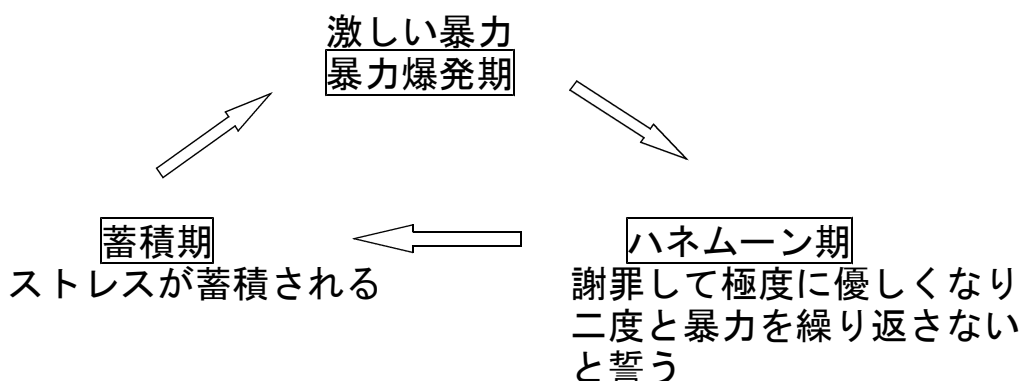 激しい暴力
暴力爆発期
蓄積期
ストレスが蓄積される
ハネムーン期
謝罪して極度に優しくなり
二度と暴力を繰り返さない
と誓う